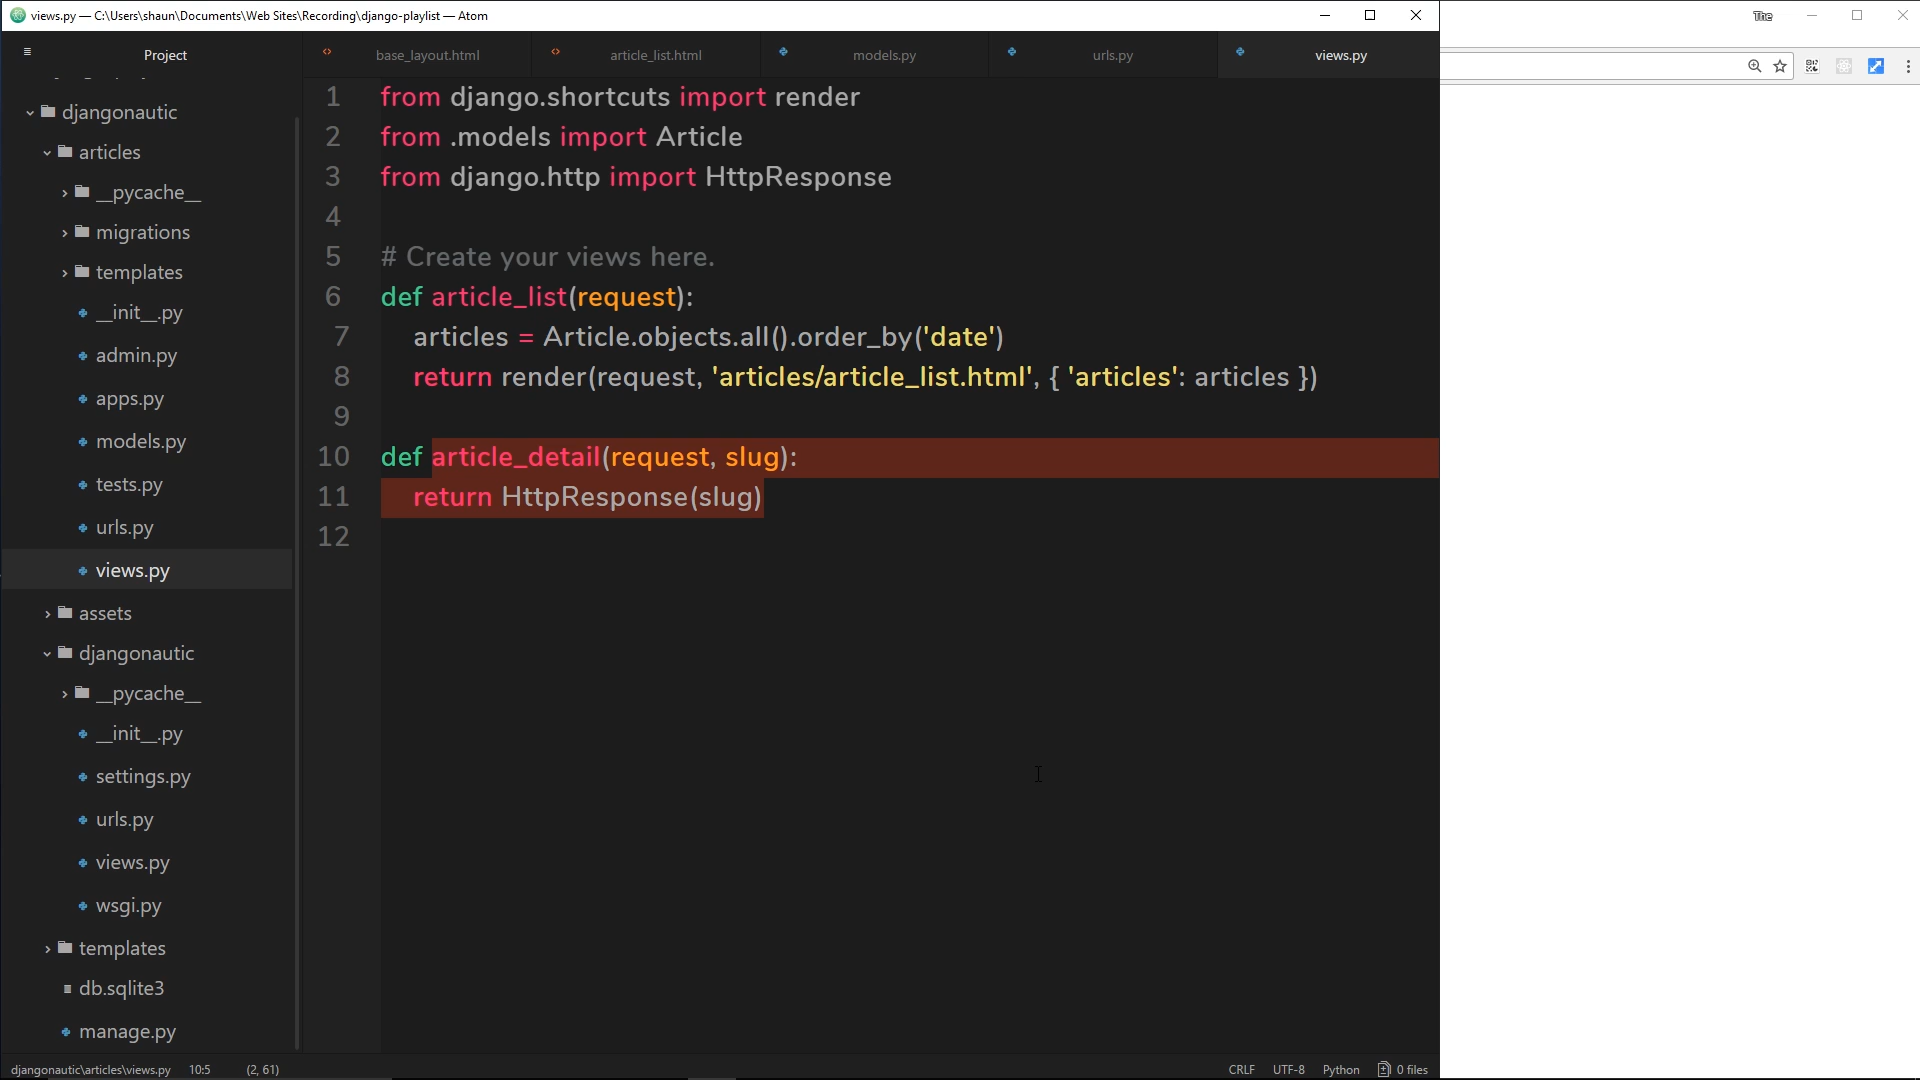 views.py — C:\Users\shaun\Documents\Web Sites\Recording\django-playlist — Atom
The
Project
base_layout.html
article_list.html
models.py
urls.py
views.py
djangonautic
articles
__pycache__
migrations
templates
__init__.py
admin.py
apps.py
models.py
tests.py
urls.py
views.py
assets
djangonautic
__pycache__
__init__.py
settings.py
urls.py
views.py
wsgi.py
templates
db.sqlite3
manage.py
1 from django.shortcuts import render
2 from .models import Article
3 from django.http import HttpResponse
4
5 # Create your views here.
6 def article_list(request):
7 articles = Article.objects.all().order_by('date')
8 return render(request, 'articles/article_list.html', { 'articles': articles })
9
10 def article_detail(request, slug):
11 return HttpResponse(slug)
12
djangonautic\articles\views.py 10:5 (2, 61)
CRLF UTF-8 Python 0 files